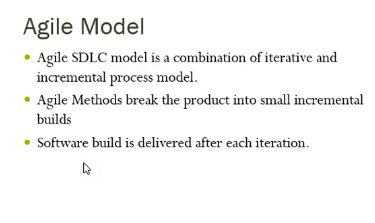 Agile Model
• Agile SDLC model is a combination of iterative and
incremental process model.
• Agile Methods break the product into small incremental
builds
• Software build is delivered after each iteration.